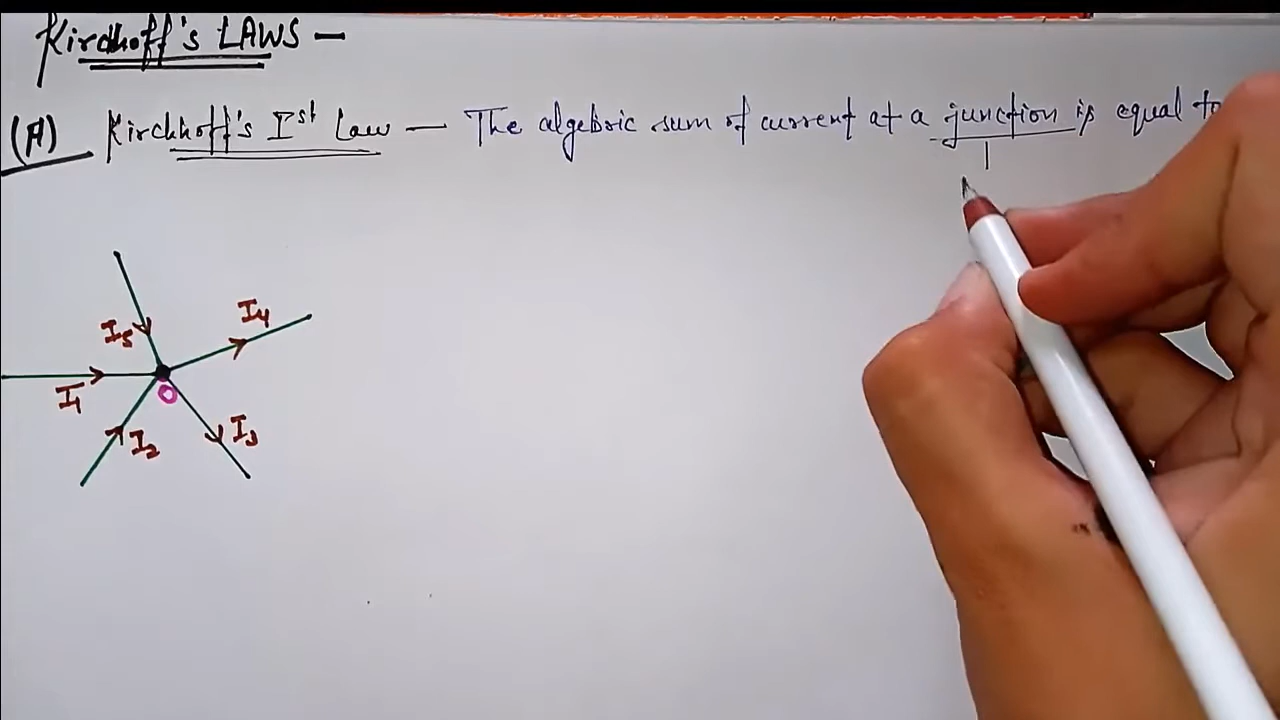 Kirchhoff's LAWS —
(A) Kirchhoff's Ist Law — The algebric sum of current at a junction is equal to
I5
I4
I1
O
I2
I3